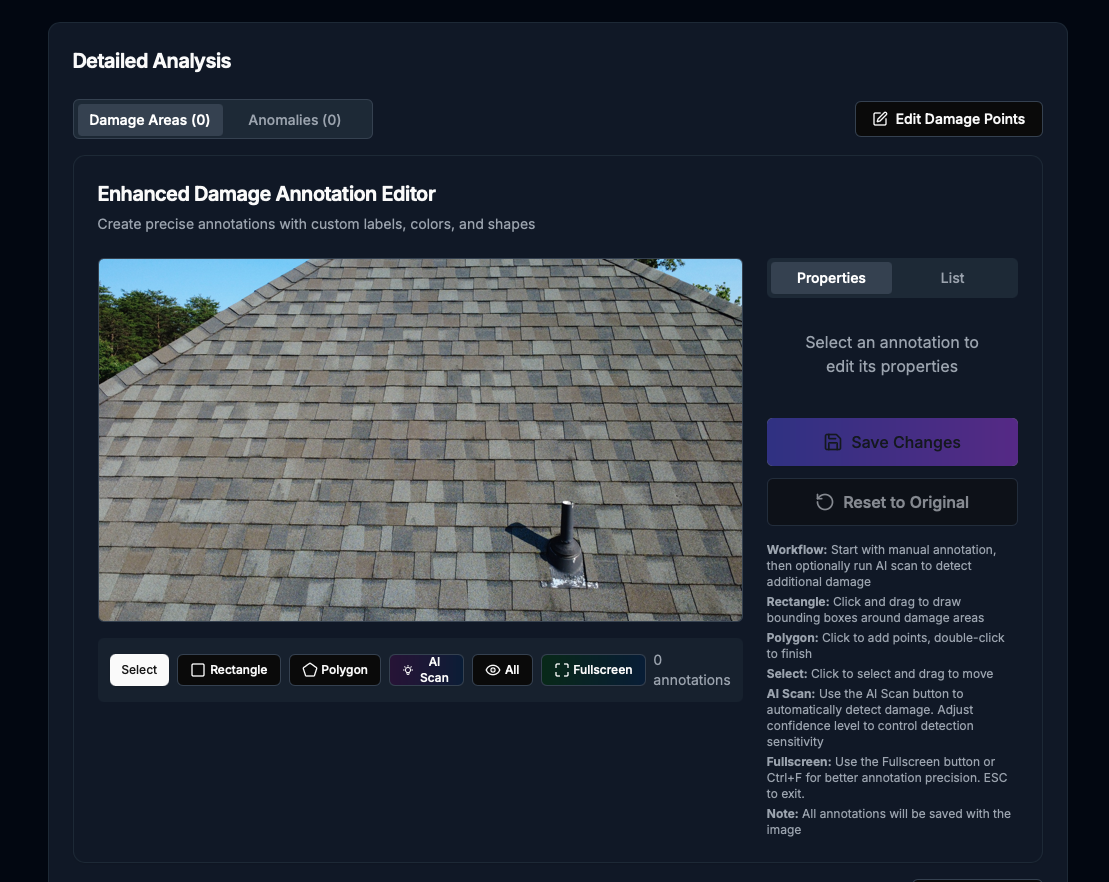 Detailed Analysis
Damage Areas (0)
Anomalies (0)
Edit Damage Points
Enhanced Damage Annotation Editor
Create precise annotations with custom labels, colors, and shapes
Properties
List
Select an annotation to
edit its properties
Save Changes
Reset to Original
Workflow: Start with manual annotation,
then optionally run AI scan to detect
additional damage
Rectangle: Click and drag to draw
bounding boxes around damage areas
Polygon: Click to add points, double-click
to finish
Select: Click to select and drag to move
AI Scan: Use the AI Scan button to
automatically detect damage. Adjust
confidence level to control detection
sensitivity
Fullscreen: Use the Fullscreen button or
Ctrl+F for better annotation precision. ESC
to exit.
Note: All annotations will be saved with the
image
Select
Rectangle
Polygon
AI
Scan
All
Fullscreen
0
annotations